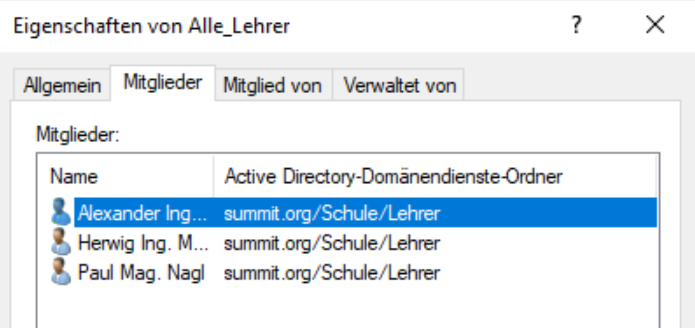 Eigenschaften von Alle_Lehrer ? ×
Allgemein Mitglieder Mitglied von Verwaltet von
Mitglieder:
Name Active Directory-Domänendienste-Ordner
Alexander Ing... summit.org/Schule/Lehrer
Herwig Ing. M... summit.org/Schule/Lehrer
Paul Mag. Nagl summit.org/Schule/Lehrer